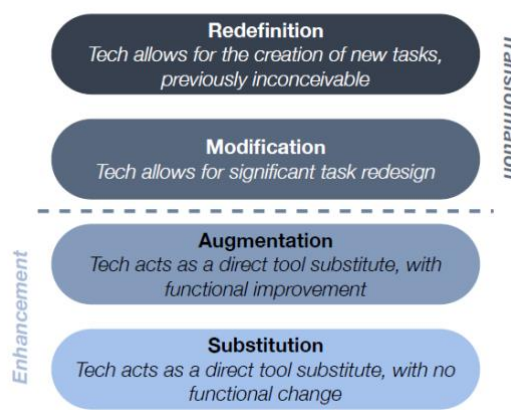 Redefinition
Tech allows for the creation of new tasks,
previously inconceivable
Transformation
Modification
Tech allows for significant task redesign
Augmentation
Tech acts as a direct tool substitute, with
functional improvement
Enhancement
Substitution
Tech acts as a direct tool substitute, with no
functional change